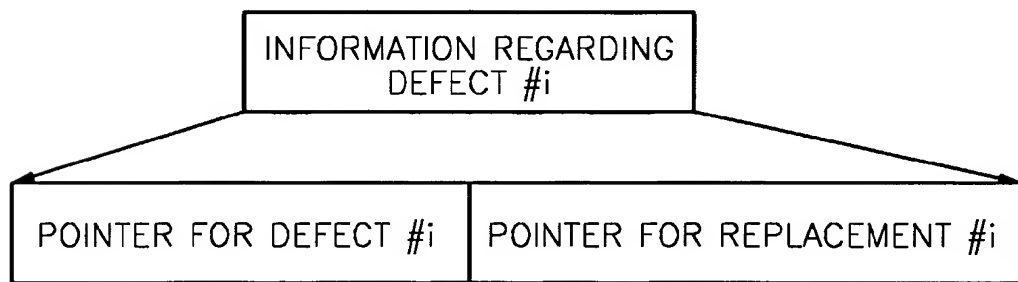 INFORMATION REGARDING
DEFECT #i
POINTER FOR DEFECT #i
POINTER FOR REPLACEMENT #i